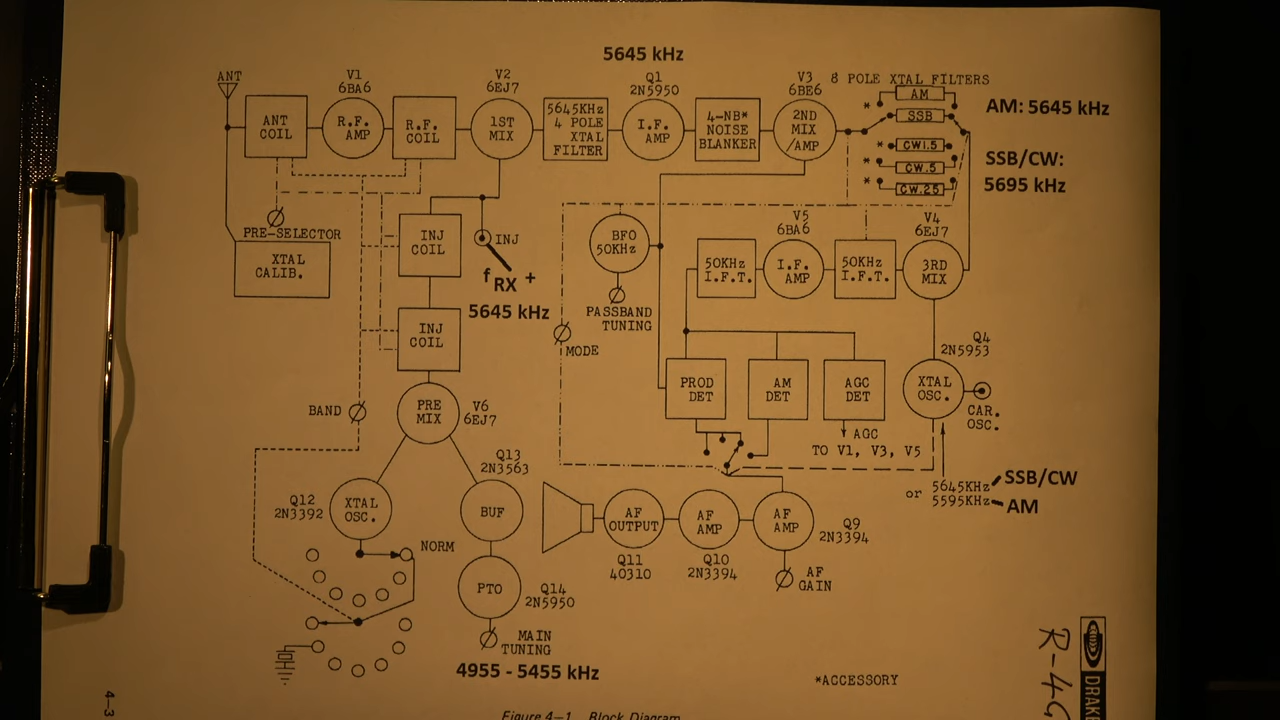 5645 kHz
ANT
V1
6BA6
V2
6EJ7
Q1
2N5950
V3
6BE6
8 POLE XTAL FILTERS
ANT
COIL
R.F.
AMP
R.F.
COIL
1ST
MIX
5645KHz
4 POLE
XTAL
FILTER
I.F.
AMP
4-NB*
NOISE
BLANKER
2ND
MIX
/AMP
* AM
SSB
* CW1.5
* CW.5
* CW.25
AM: 5645 kHz
SSB/CW:
5695 kHz
PRE-SELECTOR
XTAL
CALIB.
INJ
COIL
INJ
fRX +
5645 kHz
BFO
50KHz
PASSBAND
TUNING
V5
6BA6
V4
6EJ7
50KHz
I.F.T.
I.F.
AMP
50KHz
I.F.T.
3RD
MIX
INJ
COIL
MODE
Q4
2N5953
PROD
DET
AM
DET
AGC
DET
XTAL
OSC.
CAR.
OSC.
BAND
PRE
MIX
V6
6EJ7
AGC
TO V1, V3, V5
Q13
2N3563
or 5645KHz SSB/CW
5595KHz AM
Q12
2N3392
XTAL
OSC.
BUF
AF
OUTPUT
AF
AMP
AF
AMP
Q9
2N3394
NORM
Q11
40310
Q10
2N3394
AF
GAIN
PTO
Q14
2N5950
MAIN
TUNING
4955 - 5455 kHz
*ACCESSORY
4-3
Figure 4-1 Block Diagram
R-4C
DRAKE